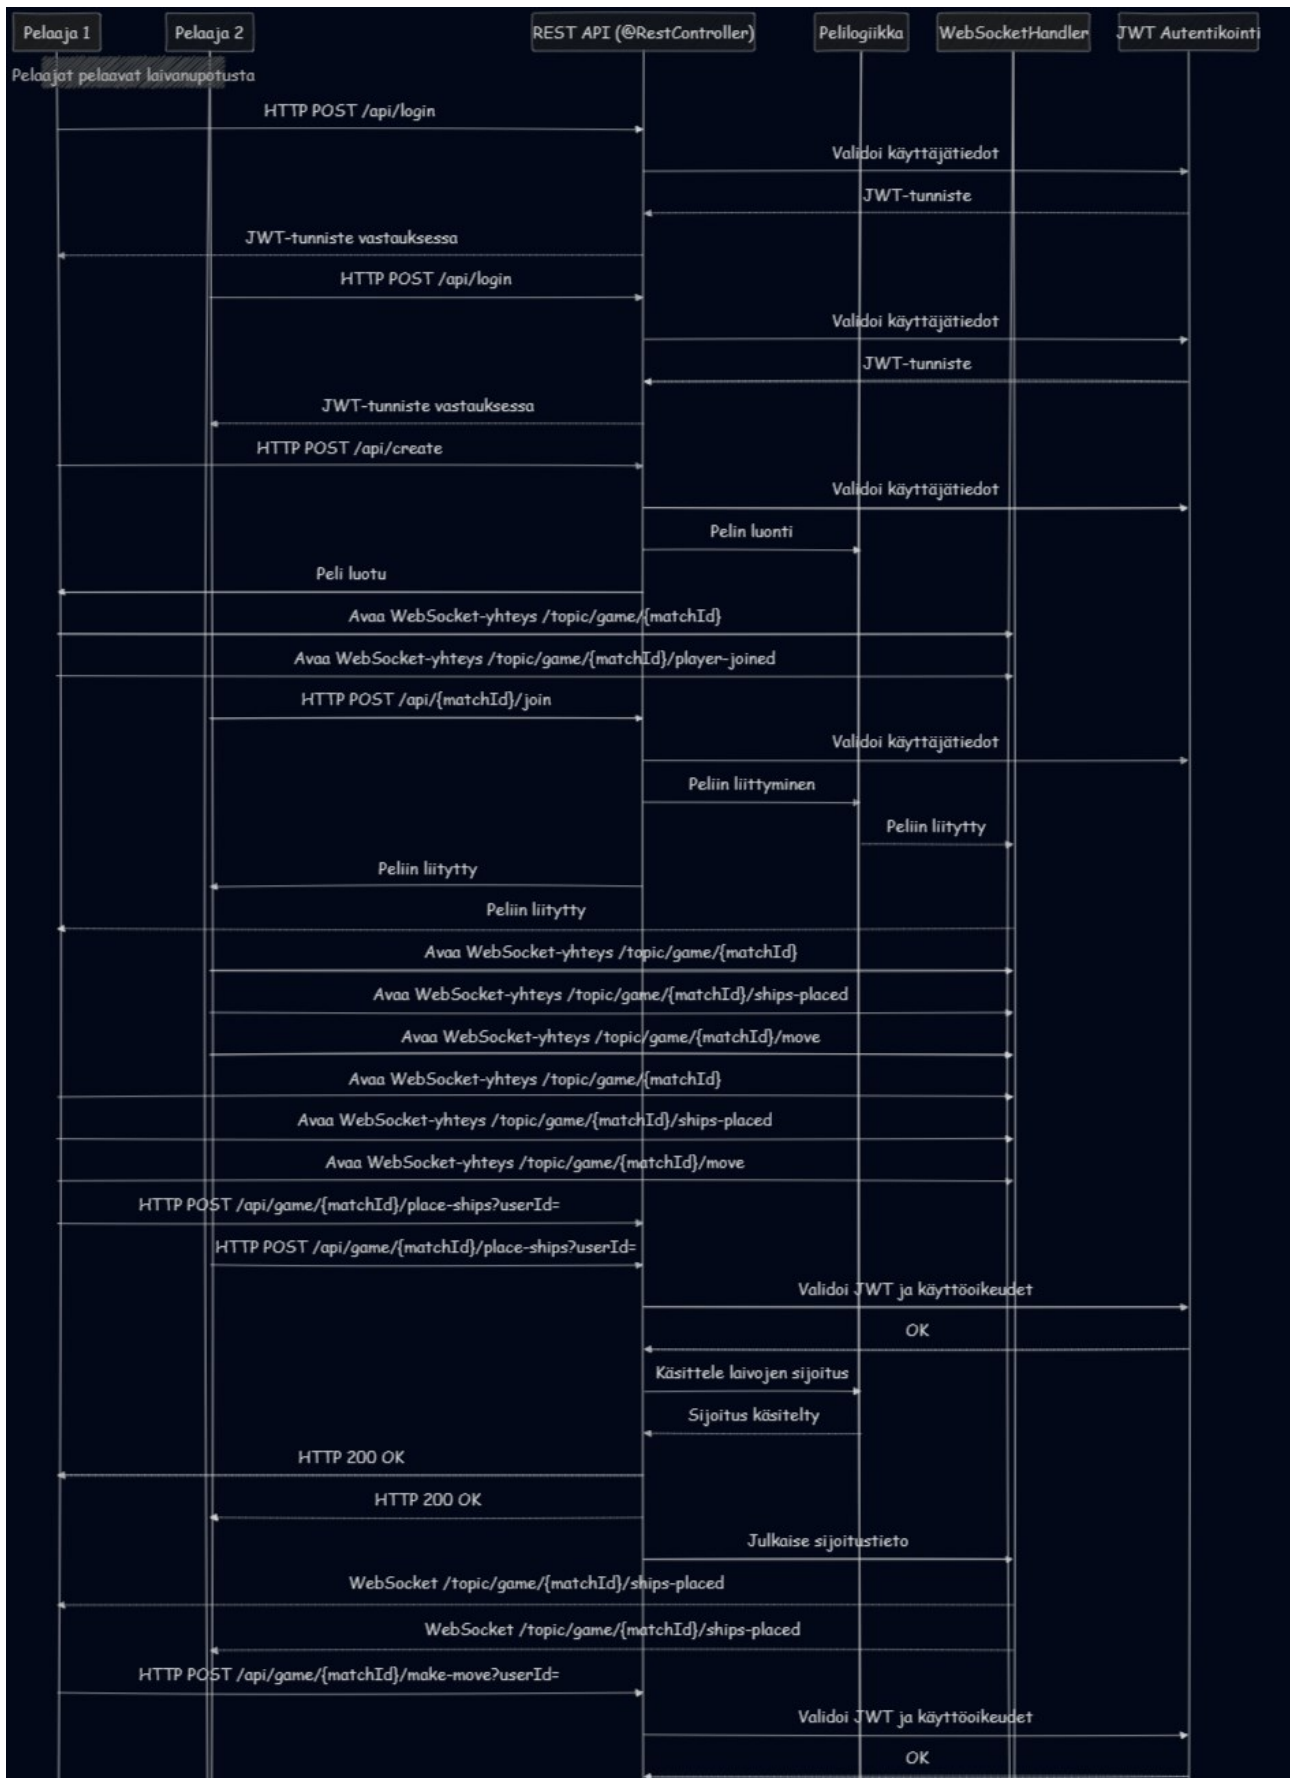 Pelaaja 1
Pelaaja 2
REST API (@RestController)
Pelilogiikka
WebSocketHandler
JWT Autentikointi
Pelaajat pelaavat laivanupotusta
HTTP POST /api/login
Validoi käyttäjätiedot
JWT-tunniste
JWT-tunniste vastauksessa
HTTP POST /api/login
Validoi käyttäjätiedot
JWT-tunniste
JWT-tunniste vastauksessa
HTTP POST /api/create
Validoi käyttäjätiedot
Pelin luonti
Peli luotu
Avaa WebSocket-yhteys /topic/game/{matchId}
Avaa WebSocket-yhteys /topic/game/{matchId}/player-joined
HTTP POST /api/{matchId}/join
Validoi käyttäjätiedot
Peliin liittyminen
Peliin liitytty
Peliin liitytty
Peliin liitytty
Avaa WebSocket-yhteys /topic/game/{matchId}
Avaa WebSocket-yhteys /topic/game/{matchId}/ships-placed
Avaa WebSocket-yhteys /topic/game/{matchId}/move
Avaa WebSocket-yhteys /topic/game/{matchId}
Avaa WebSocket-yhteys /topic/game/{matchId}/ships-placed
Avaa WebSocket-yhteys /topic/game/{matchId}/move
HTTP POST /api/game/{matchId}/place-ships?userId=
HTTP POST /api/game/{matchId}/place-ships?userId=
Validoi JWT ja käyttöoikeudet
OK
Käsittele laivojen sijoitus
Sijoitus käsitelty
HTTP 200 OK
HTTP 200 OK
Julkaise sijoitustieto
WebSocket /topic/game/{matchId}/ships-placed
WebSocket /topic/game/{matchId}/ships-placed
HTTP POST /api/game/{matchId}/make-move?userId=
Validoi JWT ja käyttöoikeudet
OK